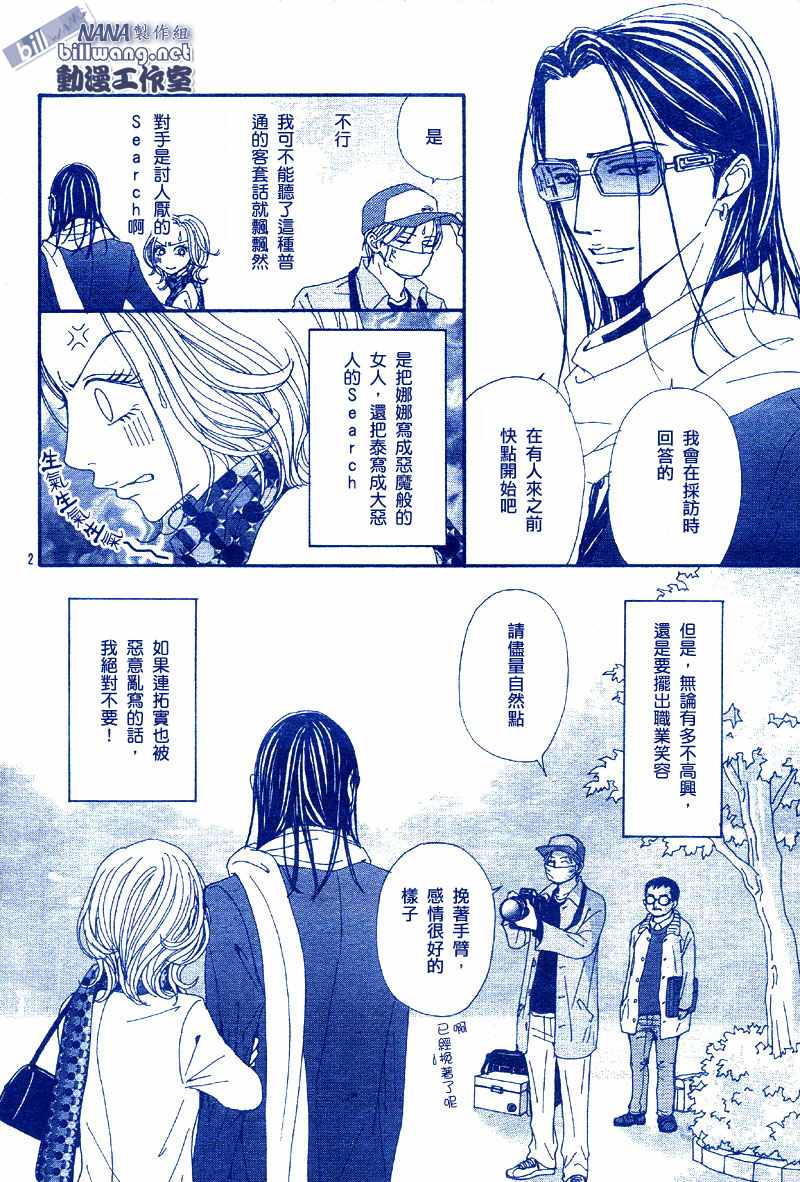 bill
WANG
NANA製作組
billwang.net
動漫工作室
我會在採訪時
回答的
在有人來之前
快點開始吧
是
不行
我可不能聽了這種普
通的客套話就飄飄然
對手是討人厭的
Search啊
是把娜娜寫成惡魔般的
女人，還把泰寫成大惡
人的Search
生氣生氣生氣
2
但是，無論有多不高興，
還是要擺出職業笑容
請儘量自然點
挽著手臂，
感情很好的
樣子
啊
已經挽著了呢
如果連拓實也被
惡意亂寫的話，
我絕對不要！